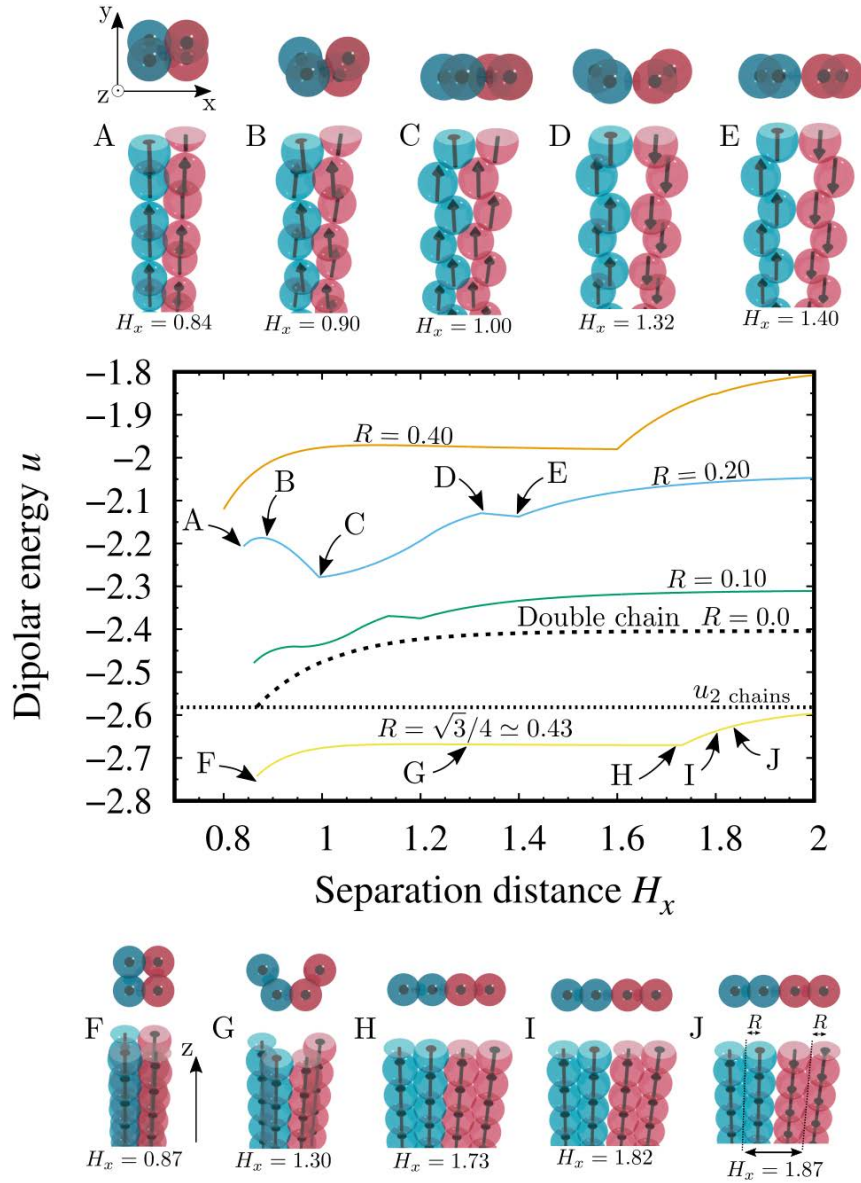 y
z
x
A B C D E
H_x = 0.84 H_x = 0.90 H_x = 1.00 H_x = 1.32 H_x = 1.40
−1.8
−1.9
−2
−2.1
−2.2
−2.3
−2.4
−2.5
−2.6
−2.7
−2.8
Dipolar energy u
R = 0.40
R = 0.20
A B C D E
R = 0.10
Double chain R = 0.0
u_2 chains
R = √3/4 ≃ 0.43
F G H I J
0.8 1 1.2 1.4 1.6 1.8 2
Separation distance H_x
F G H I J
z
R R
H_x = 0.87 H_x = 1.30 H_x = 1.73 H_x = 1.82 H_x = 1.87